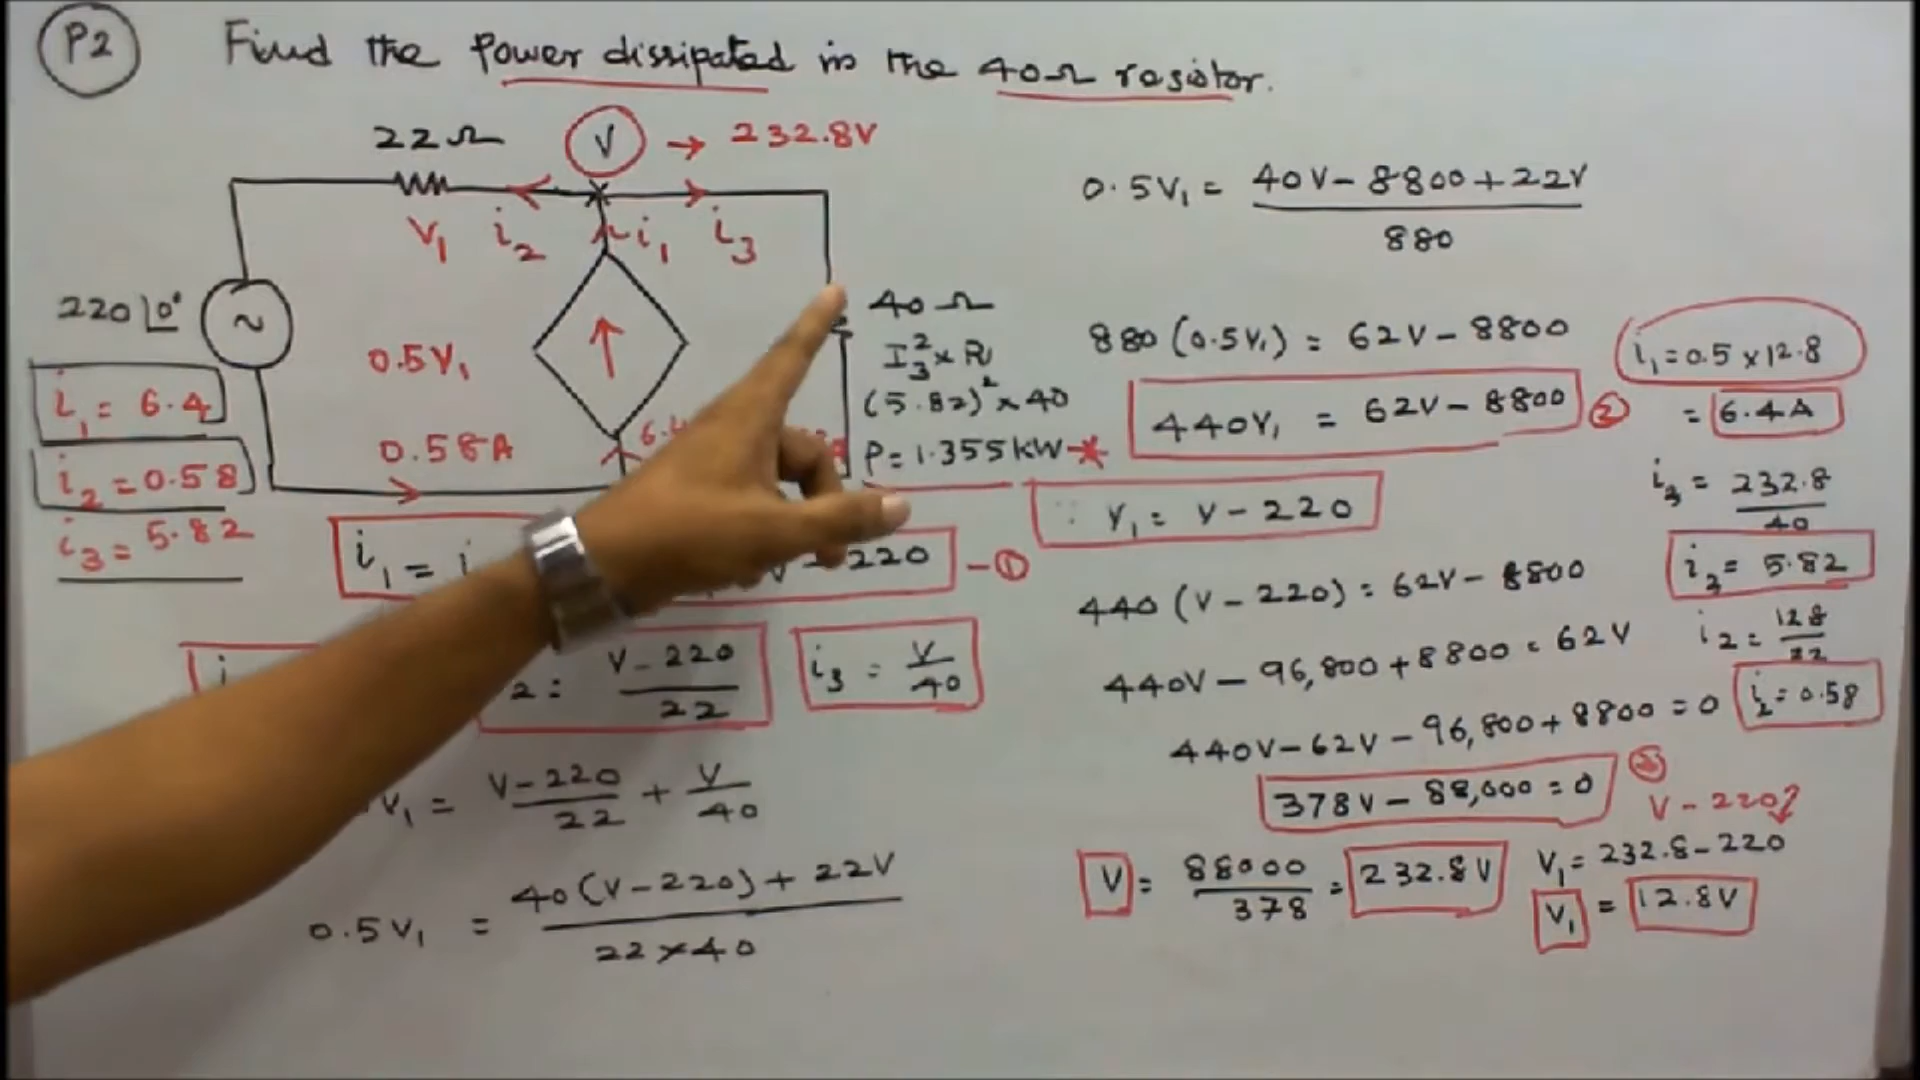 P2 Find the Power dissipated in the 40Ω resistor.
22Ω V → 232.8V
V₁ i₂ i₁ i₃
220∠0°
~
0.5V₁
0.58A
i₁ = 6.4
i₂ = 0.58
i₃ = 5.82
40Ω
I₃² × R
(5.82)² × 40
P = 1.355kW
i₁ =
220 - ①
2 = V - 220 / 22
i₃ = V / 40
V₁ = V - 220 / 22 + V / 40
0.5V₁ = 40(V - 220) + 22V / 22 × 40
0.5V₁ = 40V - 8800 + 22V / 880
880(0.5V₁) = 62V - 8800
440V₁ = 62V - 8800 ②
∵ V₁ = V - 220
440(V - 220) = 62V - 8800
440V - 96,800 + 8800 = 62V
440V - 62V - 96,800 + 8800 = 0
378V - 88,000 = 0
V = 88000 / 378 = 232.8V
i₁ = 0.5 × 12.8
= 6.4A
i₃ = 232.8 / 40
i₃ = 5.82
i₂ = 12.8 / 22
i₂ = 0.58
V - 220
V₁ = 232.8 - 220
V₁ = 12.8V